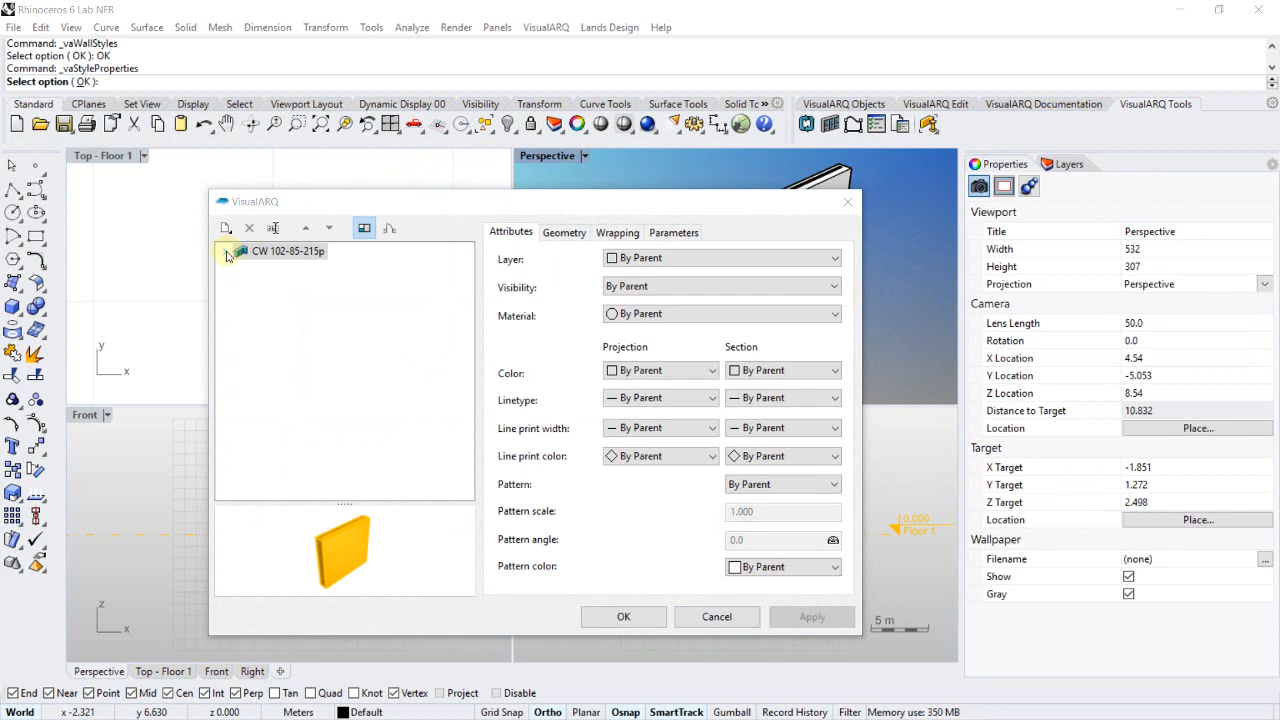 Rhinoceros 6 Lab NFR
File Edit View Curve Surface Solid Mesh Dimension Transform Tools Analyze Render Panels VisualARQ Lands Design Help
Command: _vaWallStyles
Select option ( OK ): OK
Command: _vaStyleProperties
Select option ( OK ):
Standard CPlanes Set View Display Select Viewport Layout Dynamic Display 00 Visibility Transform Curve Tools Surface Tools Solid Tc »
VisualARQ Objects VisualARQ Edit VisualARQ Documentation VisualARQ Tools
Top - Floor 1
Perspective
y
x
Front
z
x
0.000
Floor 1
5 m
VisualARQ
CW 102-85-215p
Attributes Geometry Wrapping Parameters
Layer: By Parent
Visibility: By Parent
Material: By Parent
Projection Section
Color: By Parent By Parent
Linetype: By Parent By Parent
Line print width: By Parent By Parent
Line print color: By Parent By Parent
Pattern: By Parent
Pattern scale: 1.000
Pattern angle: 0.0
Pattern color: By Parent
OK Cancel Apply
Properties Layers
Viewport
Title Perspective
Width 532
Height 307
Projection Perspective
Camera
Lens Length 50.0
Rotation 0.0
X Location 4.54
Y Location -5.053
Z Location 8.54
Distance to Target 10.832
Location Place...
Target
X Target -1.851
Y Target 1.272
Z Target 2.498
Location Place...
Wallpaper
Filename (none) ...
Show
Gray
Perspective Top - Floor 1 Front Right
End Near Point Mid Cen Int Perp Tan Quad Knot Vertex Project Disable
World x -2.321 y 6.630 z 0.000 Meters Default Grid Snap Ortho Planar Osnap SmartTrack Gumball Record History Filter Memory use: 350 MB